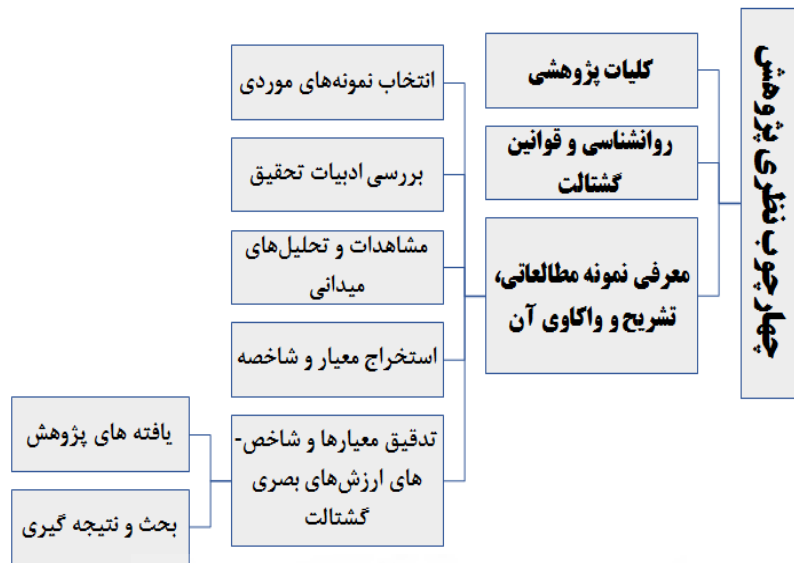 چهارچوب نظری پژوهش
کلیات پژوهشی
روانشناسی و قوانین
گشتالت
معرفی نمونه مطالعاتی،
تشریح و واکاوی آن
انتخاب نمونه‌های موردی
بررسی ادبیات تحقیق
مشاهدات و تحلیل‌های
میدانی
استخراج معیار و شاخصه
تدقیق معیارها و شاخص-
های ارزش‌های بصری
گشتالت
یافته های پژوهش
بحث و نتیجه گیری